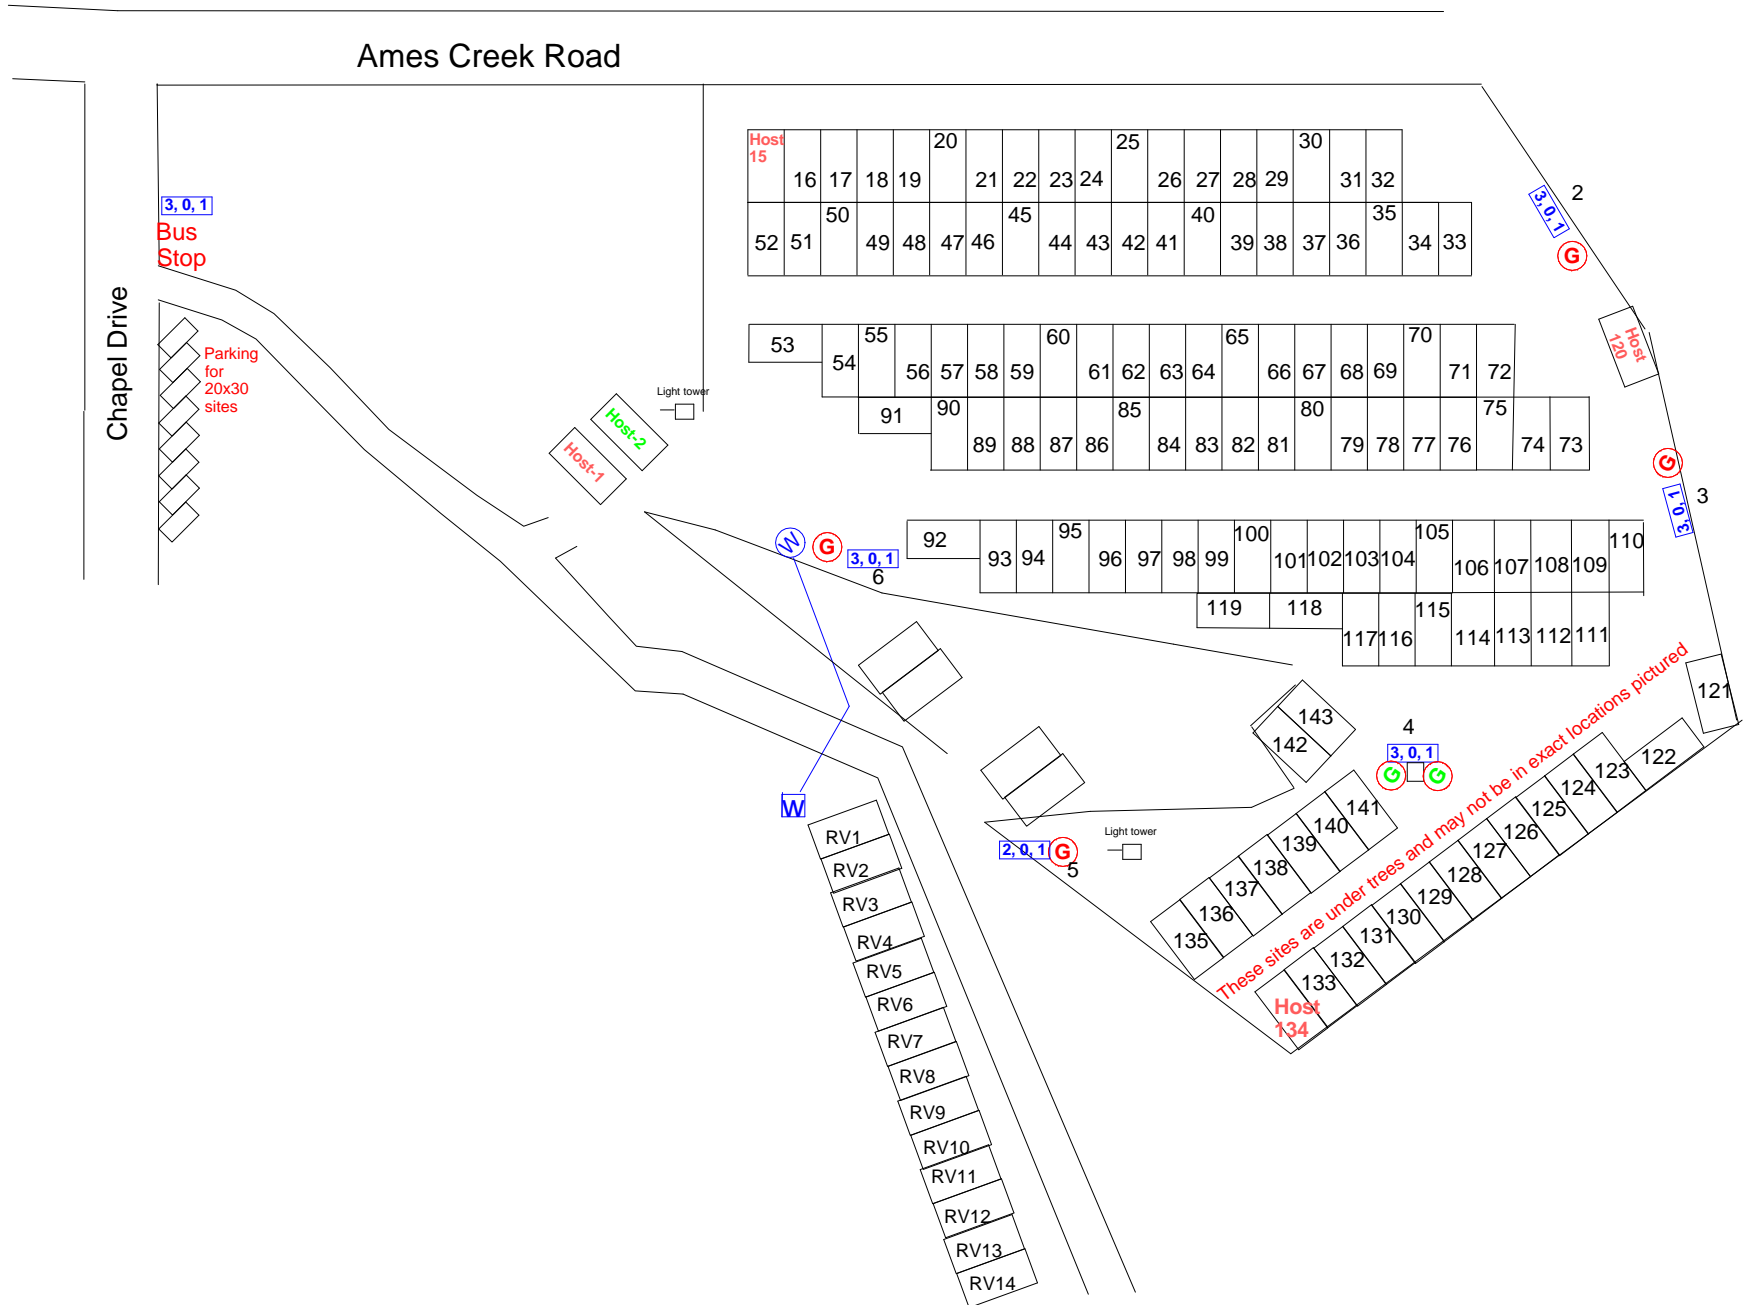 Ames Creek Road
Chapel Drive
3, 0, 1
Bus
Stop
Parking
for
20x30
sites
Light tower
Host-2
Host-1
Host
15
16 17 18 19 20 21 22 23 24 25 26 27 28 29 30 31 32
52 51 50 49 48 47 46 45 44 43 42 41 40 39 38 37 36 35 34 33
2
3, 0, 1
G
Host
120
53 54 55 56 57 58 59 60 61 62 63 64 65 66 67 68 69 70 71 72
91 90 89 88 87 86 85 84 83 82 81 80 79 78 77 76 75 74 73
G
3, 0, 1
3
W
G
3, 0, 1
6
92 93 94 95 96 97 98 99 100 101 102 103 104 105 106 107 108 109 110
119 118 117 116 115 114 113 112 111
121
122
143
142
4
3, 0, 1
G
G
These sites are under trees and may not be in exact locations pictured
123
124
125
126
127
128
129
130
131
132
133
Host
134
141
140
139
138
137
136
135
Light tower
2, 0, 1
G
5
W
RV1
RV2
RV3
RV4
RV5
RV6
RV7
RV8
RV9
RV10
RV11
RV12
RV13
RV14